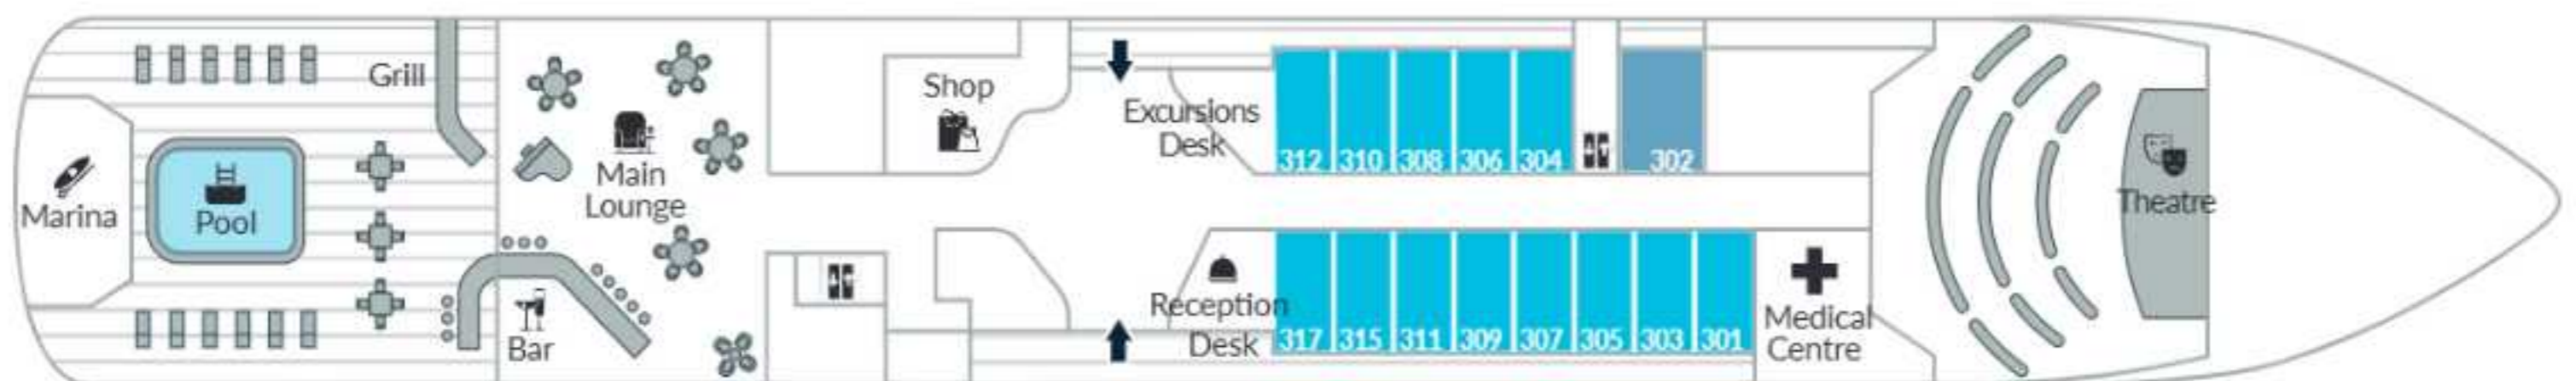 Marina
Pool
Grill
Main
Lounge
Bar
Shop
Excursions
Desk
312 310 308 306 304 302
Reception
Desk
317 315 311 309 307 305 303 301
Medical
Centre
Theatre